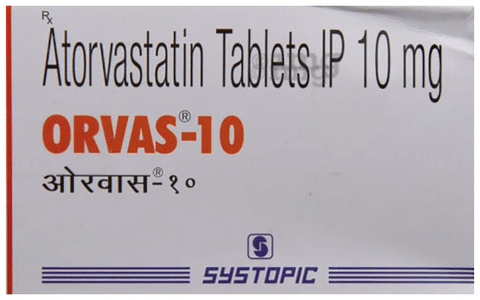 Rx
Atorvastatin Tablets IP 10 mg
ORVAS®-10
ओरवास®-१०
S
SYSTOPIC